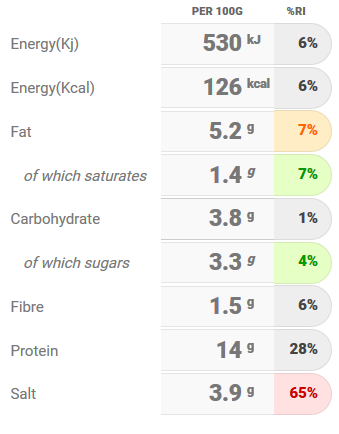 PER 100G %RI
Energy(Kj) 530 kJ 6%
Energy(Kcal) 126 kcal 6%
Fat 5.2 g 7%
of which saturates 1.4 g 7%
Carbohydrate 3.8 g 1%
of which sugars 3.3 g 4%
Fibre 1.5 g 6%
Protein 14 g 28%
Salt 3.9 g 65%